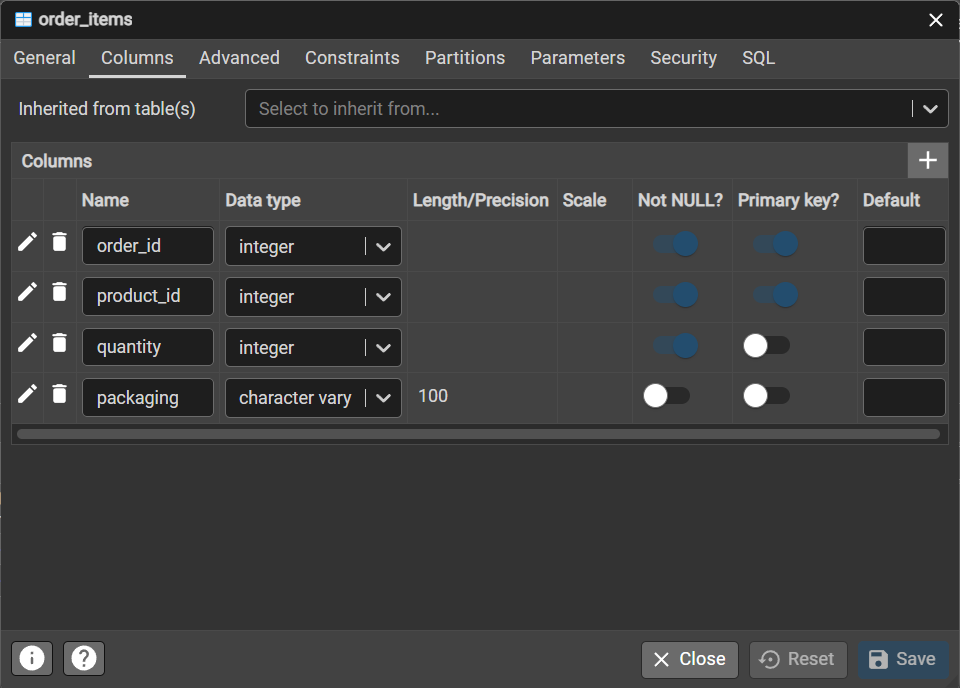 order_items
General Columns Advanced Constraints Partitions Parameters Security SQL
Inherited from table(s) Select to inherit from...
Columns
Name Data type Length/Precision Scale Not NULL? Primary key? Default
order_id integer
product_id integer
quantity integer
packaging character vary 100
Close Reset Save